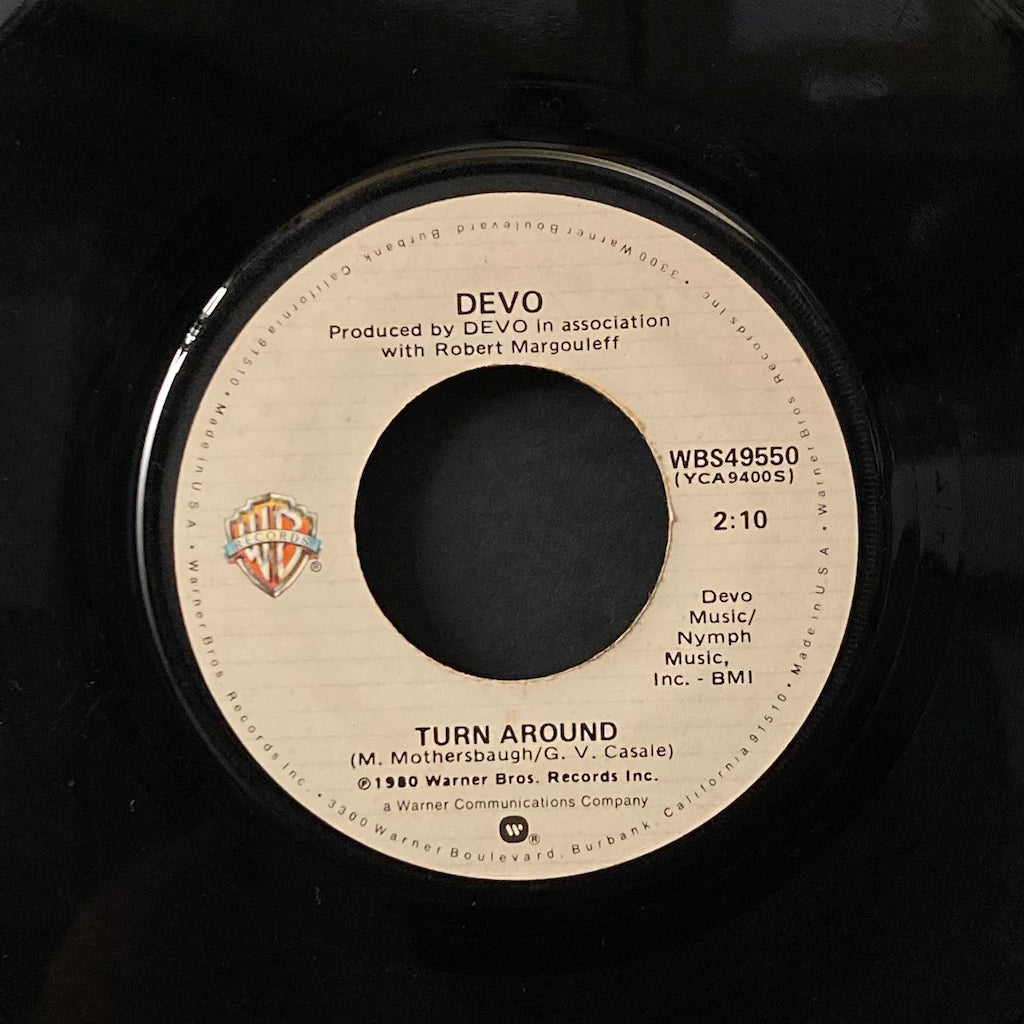 DEVO
Produced by DEVO in association
with Robert Margouleff
WBS49550
(YCA9400S)
2:10
RECORDS
®
Devo
Music/
Nymph
Music,
Inc. - BMI
TURN AROUND
(M. Mothersbaugh/G. V. Casale)
℗1980 Warner Bros. Records Inc.
a Warner Communications Company
W®
3300 Warner Boulevard, Burbank, California 91510 • Made in U.S.A. • Warner Bros Records Inc. • 3300 Warner Boulevard, Burbank, California 91510 • Made in U.S.A. • Warner Bros Records Inc. •